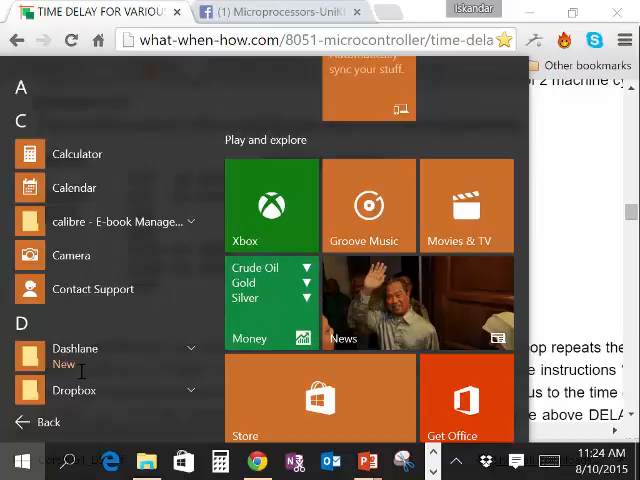 TIME DELAY FOR VARIOUS
(1) Microprocessors-UniKL
Iskandar
what-when-how.com/8051-microcontroller/time-dela
Other bookmarks
A
sync your stuff.
C
Play and explore
Calculator
Calendar
calibre - E-book Manage...
Camera
Contact Support
Xbox
Groove Music
Movies & TV
Crude Oil
Gold
Silver
Money
News
D
Dashlane
New
Dropbox
Back
Store
Get Office
of 2 machine cy
op repeats the
e instructions '
us to the time o
e above DELA
11:24 AM
8/10/2015